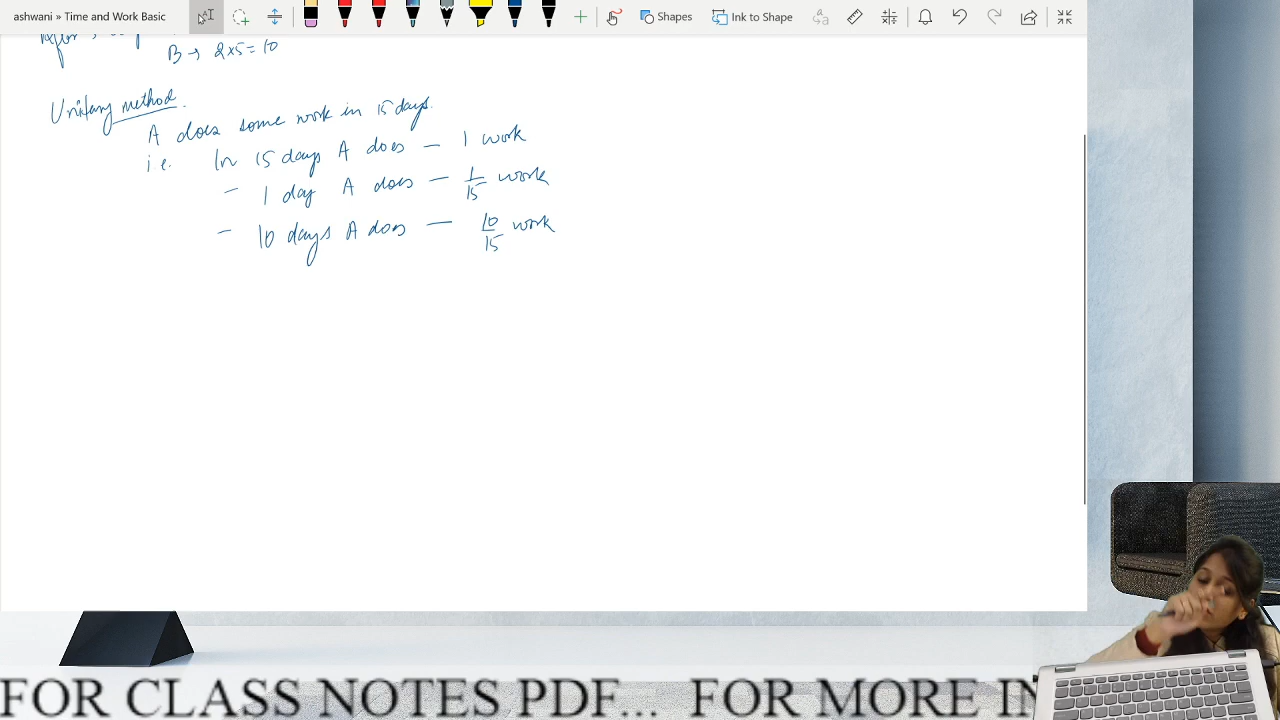 ashwani » Time and Work Basic
Shapes
Ink to Shape
After 5
B → 2×5=10
Unitary method.
A does some work in 15 days.
i.e. In 15 days A does — 1 work
— 1 day A does — 1/15 work
— 10 days A does — 10/15 work
FOR CLASS NOTES PDF... FOR MORE IN